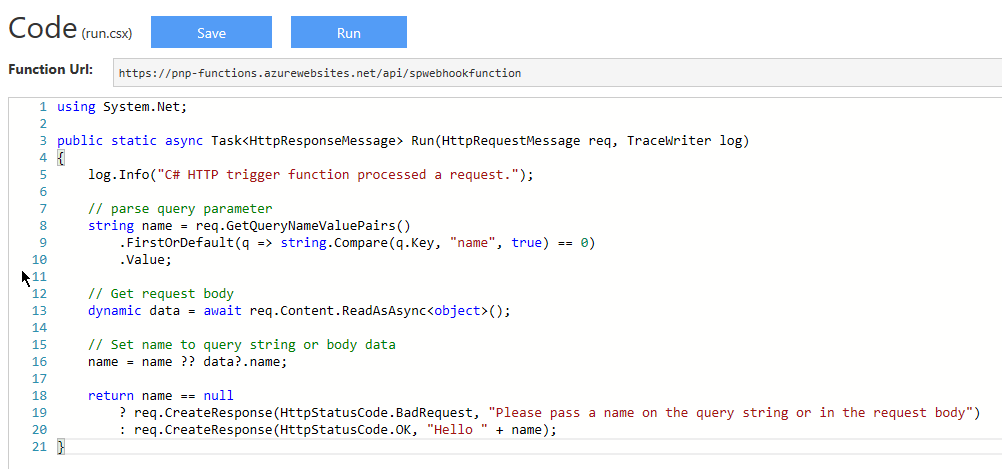 Code (run.csx) Save Run
Function Url: https://pnp-functions.azurewebsites.net/api/spwebhookfunction
1 using System.Net;
2
3 public static async Task<HttpResponseMessage> Run(HttpRequestMessage req, TraceWriter log)
4 {
5     log.Info("C# HTTP trigger function processed a request.");
6
7     // parse query parameter
8     string name = req.GetQueryNameValuePairs()
9         .FirstOrDefault(q => string.Compare(q.Key, "name", true) == 0)
10         .Value;
11
12     // Get request body
13     dynamic data = await req.Content.ReadAsAsync<object>();
14
15     // Set name to query string or body data
16     name = name ?? data?.name;
17
18     return name == null
19         ? req.CreateResponse(HttpStatusCode.BadRequest, "Please pass a name on the query string or in the request body")
20         : req.CreateResponse(HttpStatusCode.OK, "Hello " + name);
21 }